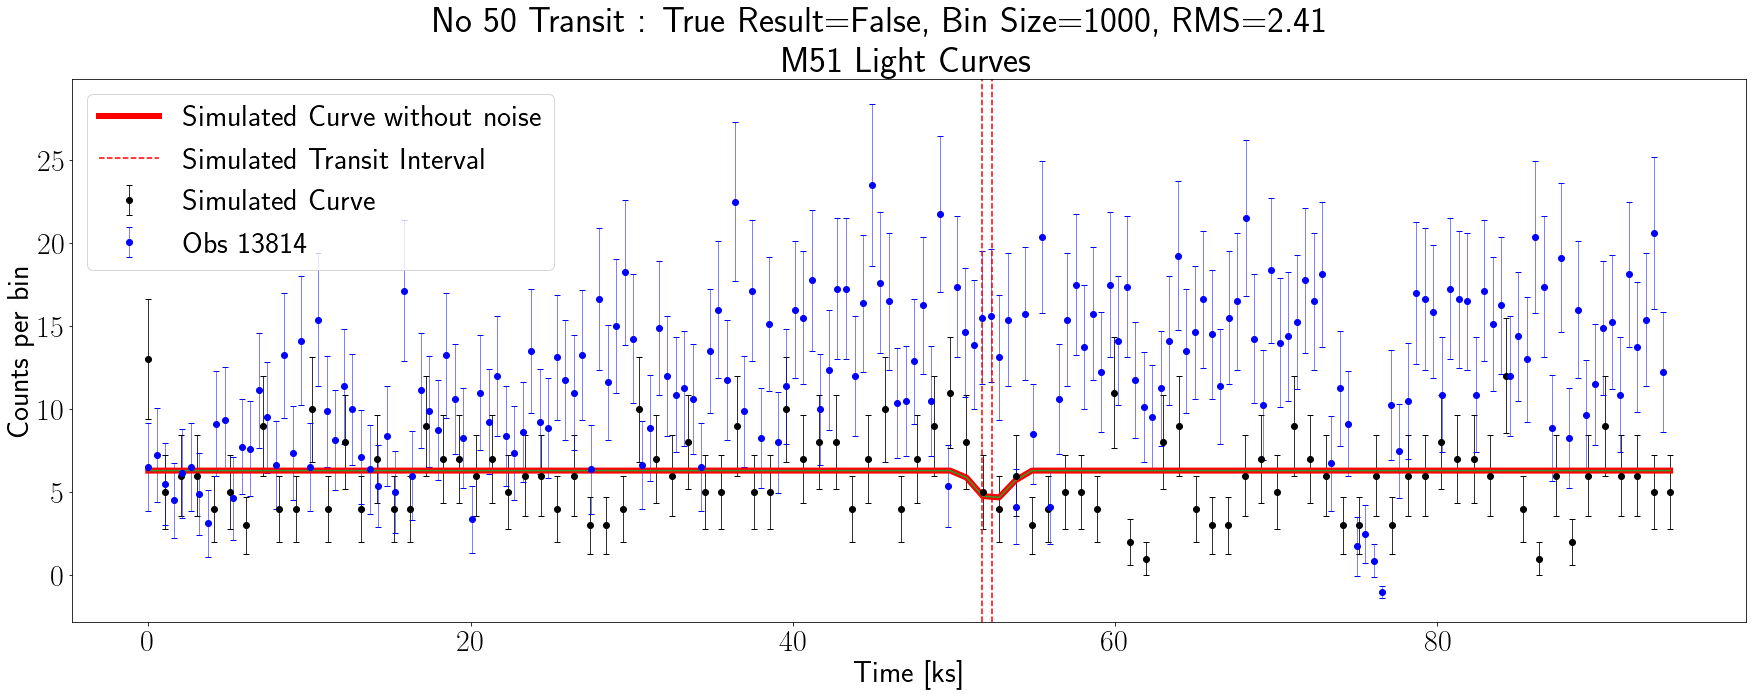 No 50 Transit : True Result=False, Bin Size=1000, RMS=2.41
M51 Light Curves
Simulated Curve without noise
Simulated Transit Interval
Simulated Curve
Obs 13814
Counts per bin
25
20
15
10
5
0
0 20 40 60 80
Time [ks]